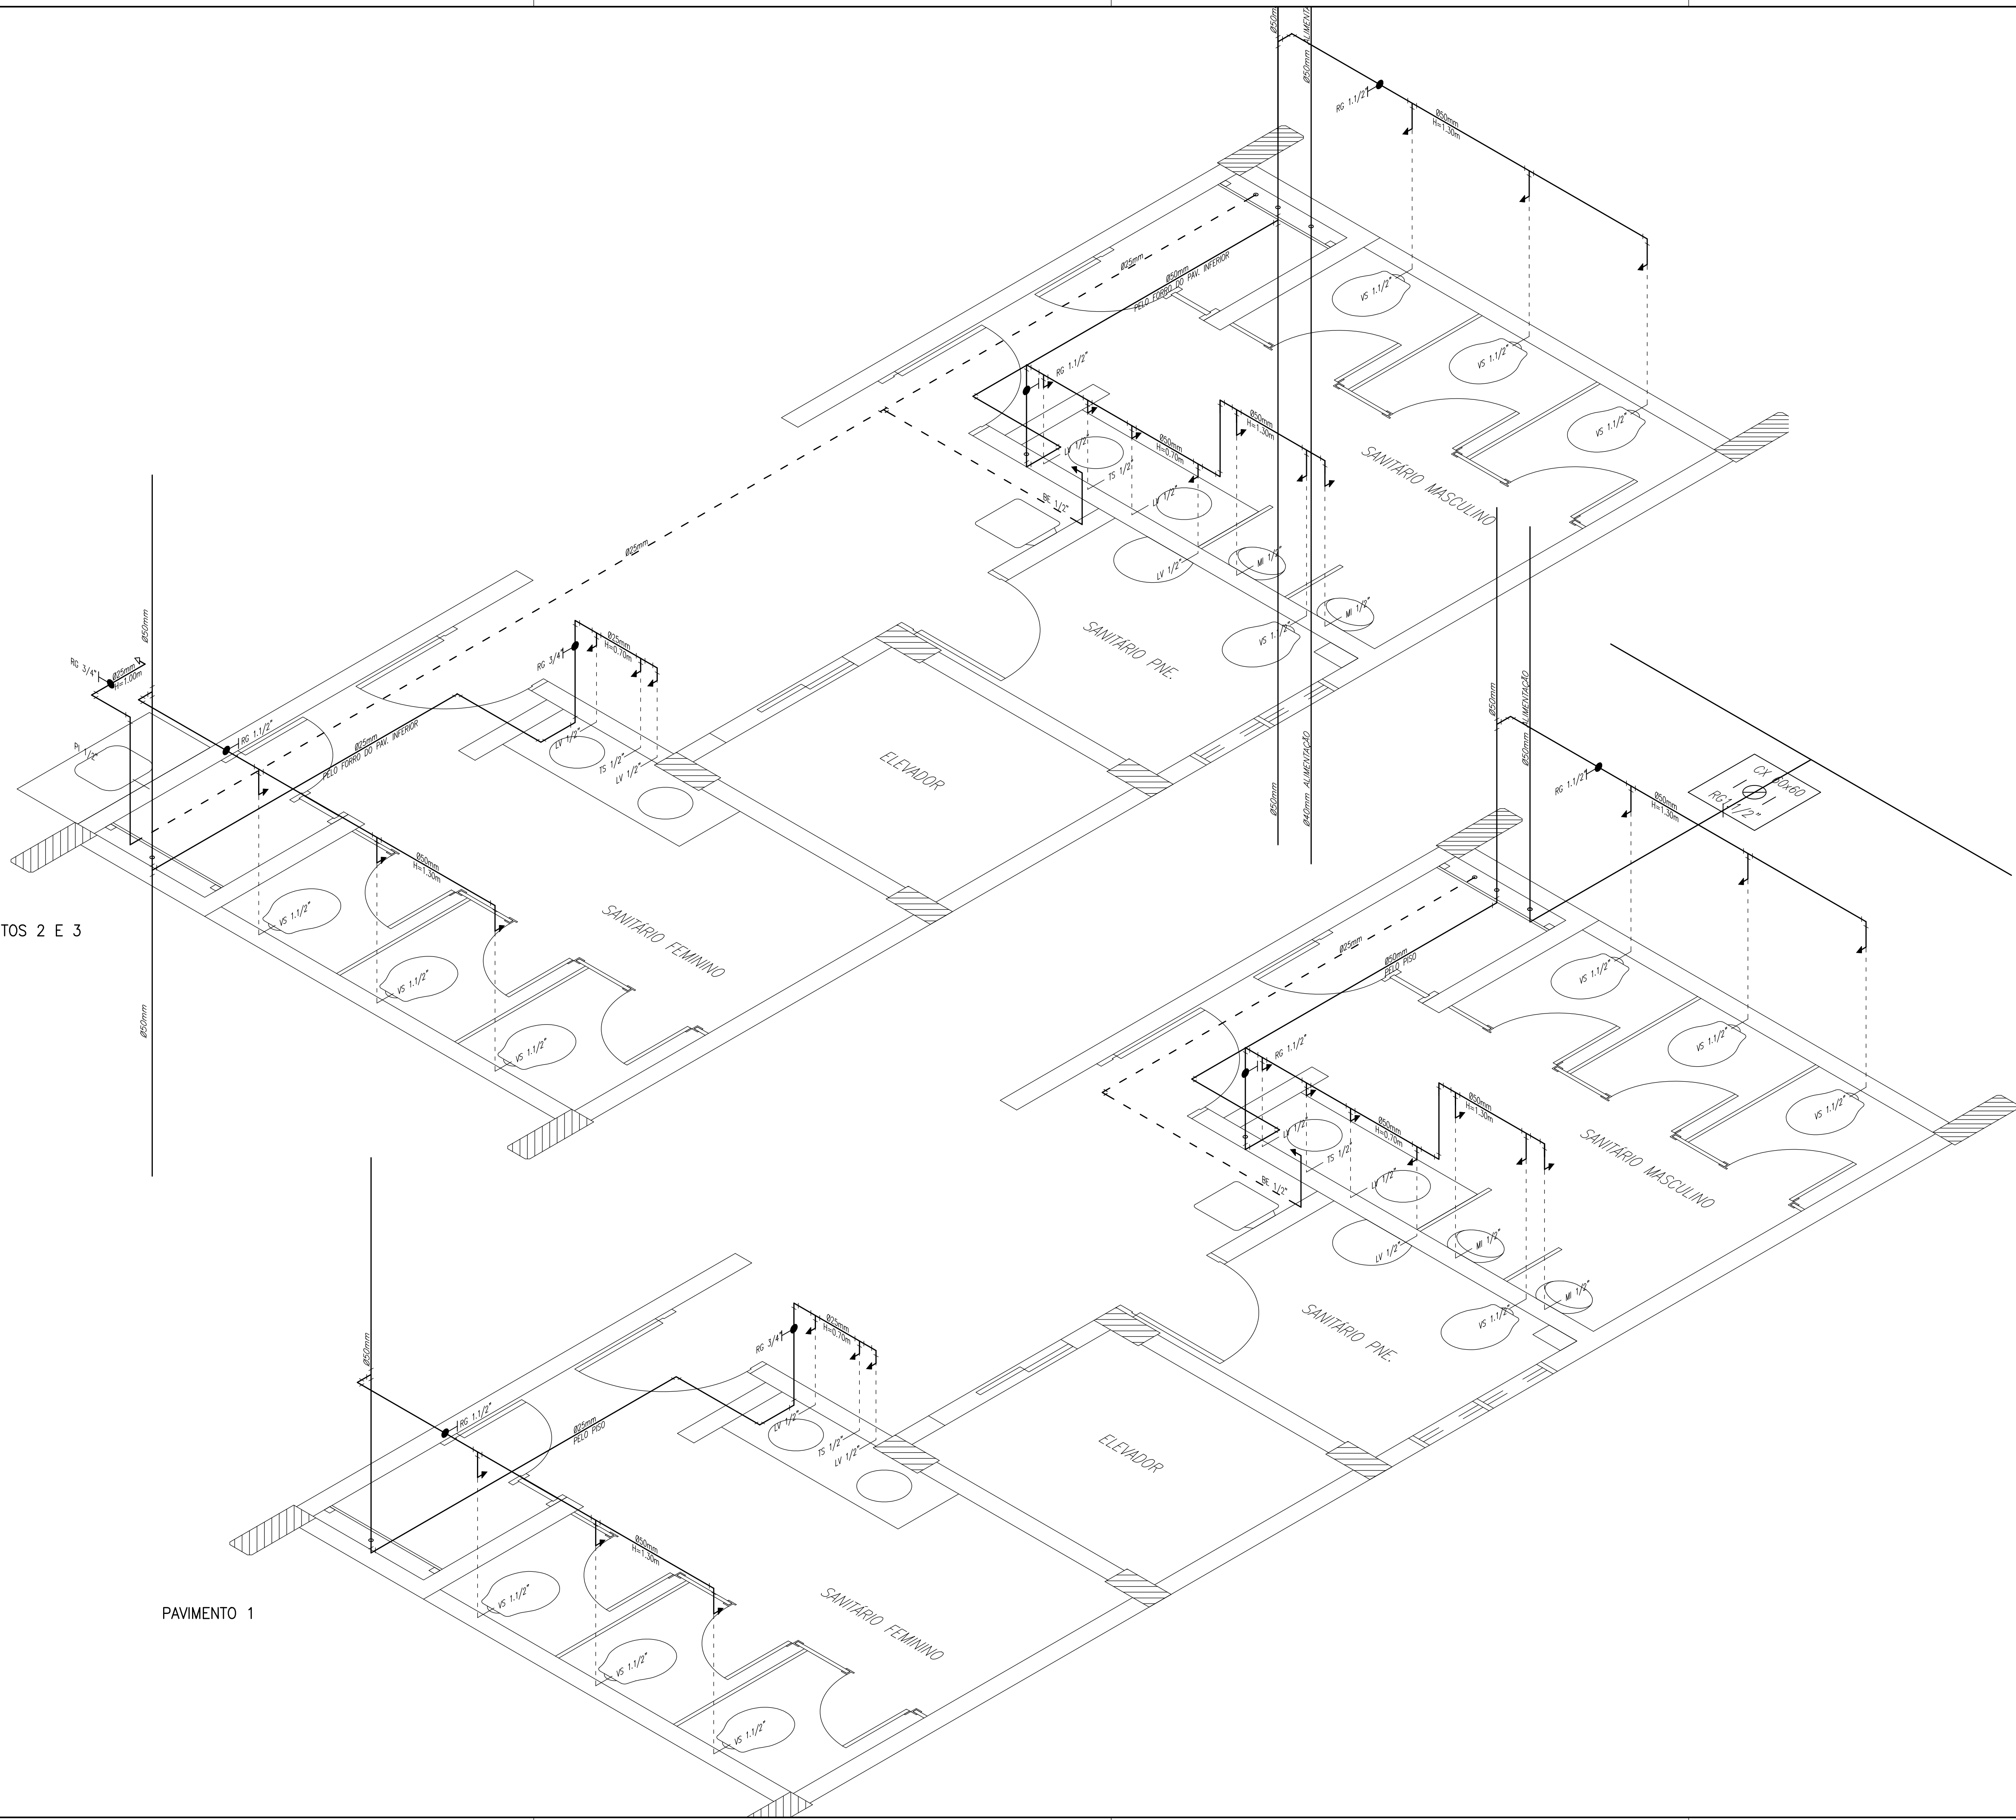 Ø50mm
Ø50mm ALIMENTA
RG 1.1/2"
Ø50mm
H=1.30m
Ø25mm
Ø50mm
PELO FORRO DO PAV. INFERIOR
VS 1.1/2"
VS 1.1/2"
VS 1.1/2"
RG 1.1/2"
Ø50mm
H=1.30m
LV 1/2"
Ø50mm
H=0.70m
TS 1/2"
LV 1/2"
BE 1/2"
SANITÁRIO MASCULINO
LV 1/2"
MI 1/2"
MI 1/2"
VS 1.1/2"
SANITÁRIO PNE.
Ø25mm
Ø50mm
RG 3/4"
Ø25mm
H=1.00m
PI 1/2"
RG 1.1/2"
Ø25mm
PELO FORRO DO PAV. INFERIOR
RG 3/4"
Ø25mm
H=0.70m
LV 1/2"
TS 1/2"
LV 1/2"
ELEVADOR
Ø50mm
Ø40mm ALIMENTAÇÃO
Ø50mm
H=1.30m
VS 1.1/2"
VS 1.1/2"
VS 1.1/2"
SANITÁRIO FEMININO
TOS 2 E 3
Ø50mm
Ø50mm
Ø50mm ALIMENTAÇÃO
RG 1.1/2"
Ø50mm
H=1.30m
CX 60x60
RG1.1/2"
Ø25mm
Ø50mm
PELO PISO
VS 1.1/2"
VS 1.1/2"
VS 1.1/2"
RG 1.1/2"
Ø50mm
H=1.30m
LV 1/2"
Ø50mm
H=0.70m
TS 1/2"
LV 1/2"
BE 1/2"
SANITÁRIO MASCULINO
LV 1/2"
MI 1/2"
MI 1/2"
VS 1.1/2"
SANITÁRIO PNE.
Ø50mm
RG 1.1/2"
Ø25mm
PELO PISO
RG 3/4"
Ø25mm
H=0.70m
LV 1/2"
TS 1/2"
LV 1/2"
ELEVADOR
Ø50mm
H=1.30m
VS 1.1/2"
VS 1.1/2"
VS 1.1/2"
SANITÁRIO FEMININO
PAVIMENTO 1